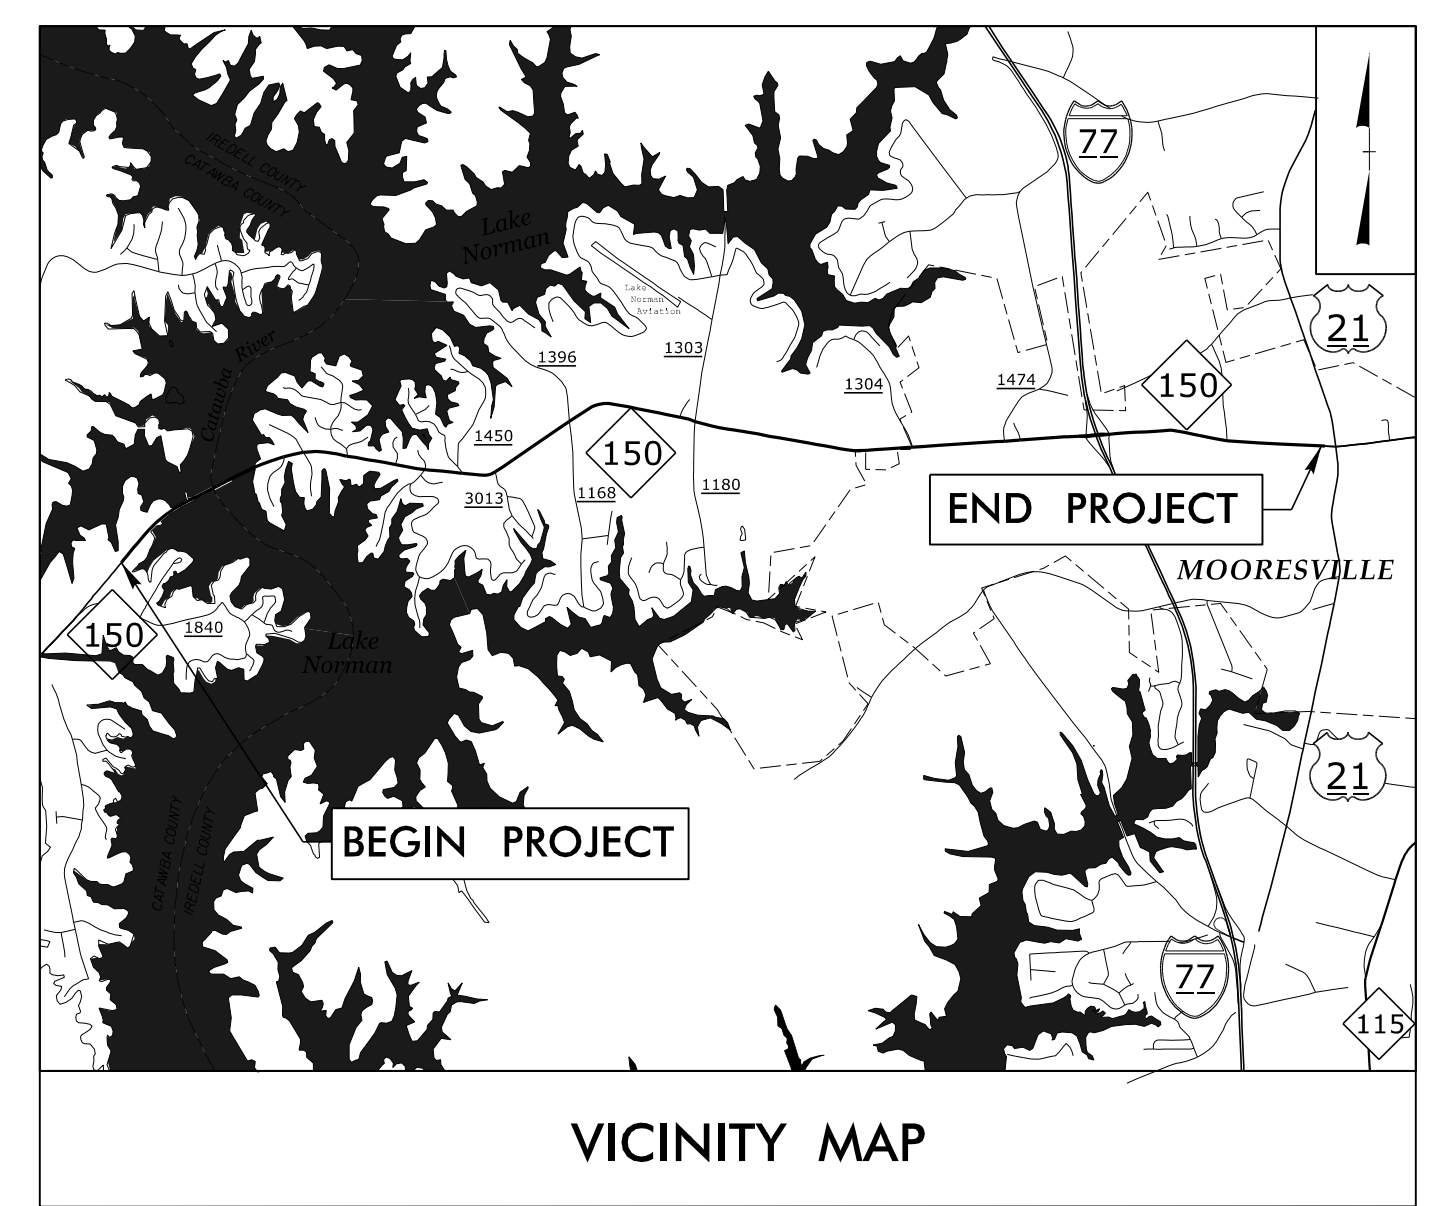 77
IREDELL COUNTY
CATAWBA COUNTY
Lake
Norman
Lake
Norman
Aviation
21
Catawba River
1396
1303
1304
1474
150
1450
150
3013
1168
1180
END PROJECT
MOORESVILLE
150
1840
Lake
Norman
21
BEGIN PROJECT
CATAWBA COUNTY
IREDELL COUNTY
77
115
VICINITY MAP